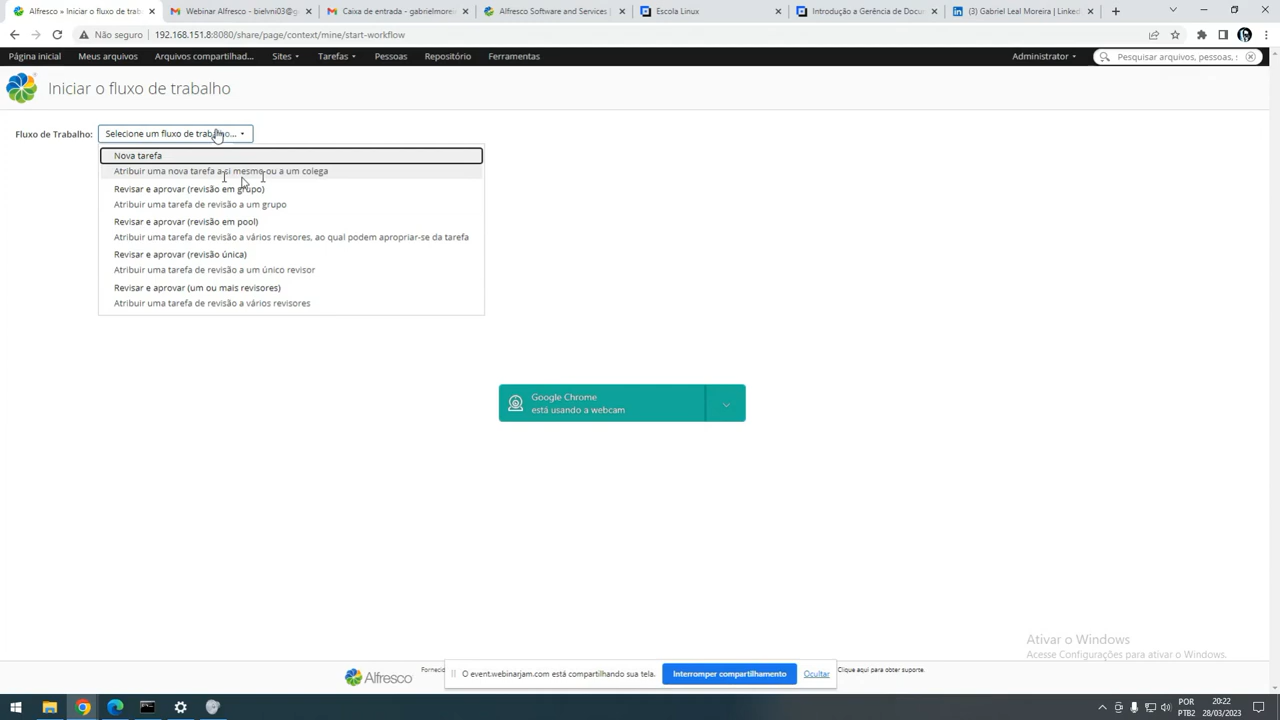 Alfresco » Iniciar o fluxo de trab
Webinar Alfresco - bielvni03@g
Caixa de entrada - gabrielmorei
Alfresco Software and Services
Escola Linux
Introdução a Gerência de Docum
(3) Gabriel Leal Moreira | Linked
Não seguro
192.168.151.8:8080/share/page/context/mine/start-workflow
Página inicial
Meus arquivos
Arquivos compartilhad...
Sites
Tarefas
Pessoas
Repositório
Ferramentas
Administrator
Pesquisar arquivos, pessoas, s
Iniciar o fluxo de trabalho
Fluxo de Trabalho:
Selecione um fluxo de trabalho...
Nova tarefa
Atribuir uma nova tarefa a si mesmo ou a um colega
Revisar e aprovar (revisão em grupo)
Atribuir uma tarefa de revisão a um grupo
Revisar e aprovar (revisão em pool)
Atribuir uma tarefa de revisão a vários revisores, ao qual podem apropriar-se da tarefa
Revisar e aprovar (revisão única)
Atribuir uma tarefa de revisão a um único revisor
Revisar e aprovar (um ou mais revisores)
Atribuir uma tarefa de revisão a vários revisores
Google Chrome
está usando a webcam
Ativar o Windows
Acesse Configurações para ativar o Windows.
Alfresco
Fornecid
Clique aqui para obter suporte.
O event.webinarjam.com está compartilhando sua tela.
Interromper compartilhamento
Ocultar
POR
PTB2
20:22
28/03/2023